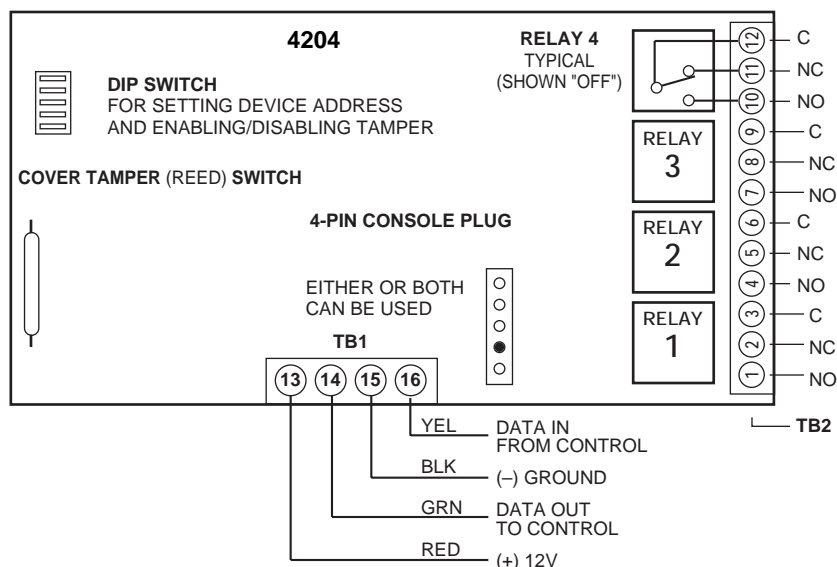 4204
RELAY 4
TYPICAL
(SHOWN "OFF")
DIP SWITCH
FOR SETTING DEVICE ADDRESS
AND ENABLING/DISABLING TAMPER
COVER TAMPER (REED) SWITCH
4-PIN CONSOLE PLUG
EITHER OR BOTH
CAN BE USED
TB1
13 14 15 16
RELAY
3
RELAY
2
RELAY
1
12 C
11 NC
10 NO
9 C
8 NC
7 NO
6 C
5 NC
4 NO
3 C
2 NC
1 NO
TB2
YEL DATA IN
FROM CONTROL
BLK (–) GROUND
GRN DATA OUT
TO CONTROL
RED (+) 12V